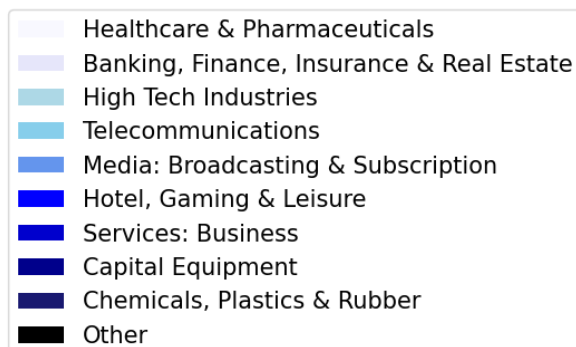 Healthcare & Pharmaceuticals
Banking, Finance, Insurance & Real Estate
High Tech Industries
Telecommunications
Media: Broadcasting & Subscription
Hotel, Gaming & Leisure
Services: Business
Capital Equipment
Chemicals, Plastics & Rubber
Other